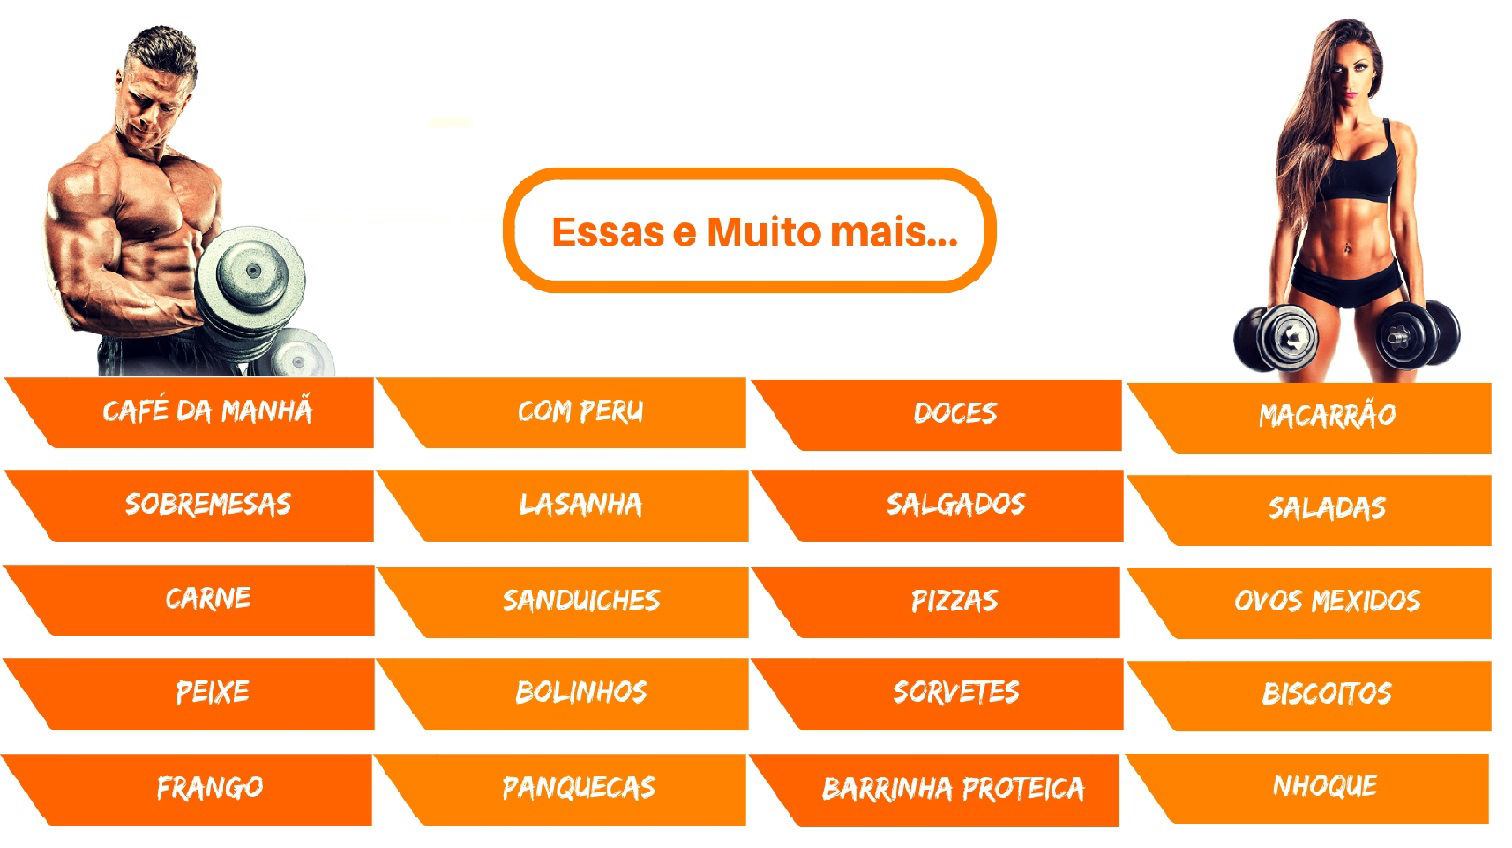 Essas e Muito mais...
CAFÉ DA MANHÃ
COM PERU
DOCES
MACARRÃO
SOBREMESAS
LASANHA
SALGADOS
SALADAS
CARNE
SANDUICHES
PIZZAS
OVOS MEXIDOS
PEIXE
BOLINHOS
SORVETES
BISCOITOS
FRANGO
PANQUECAS
BARRINHA PROTEICA
NHOQUE